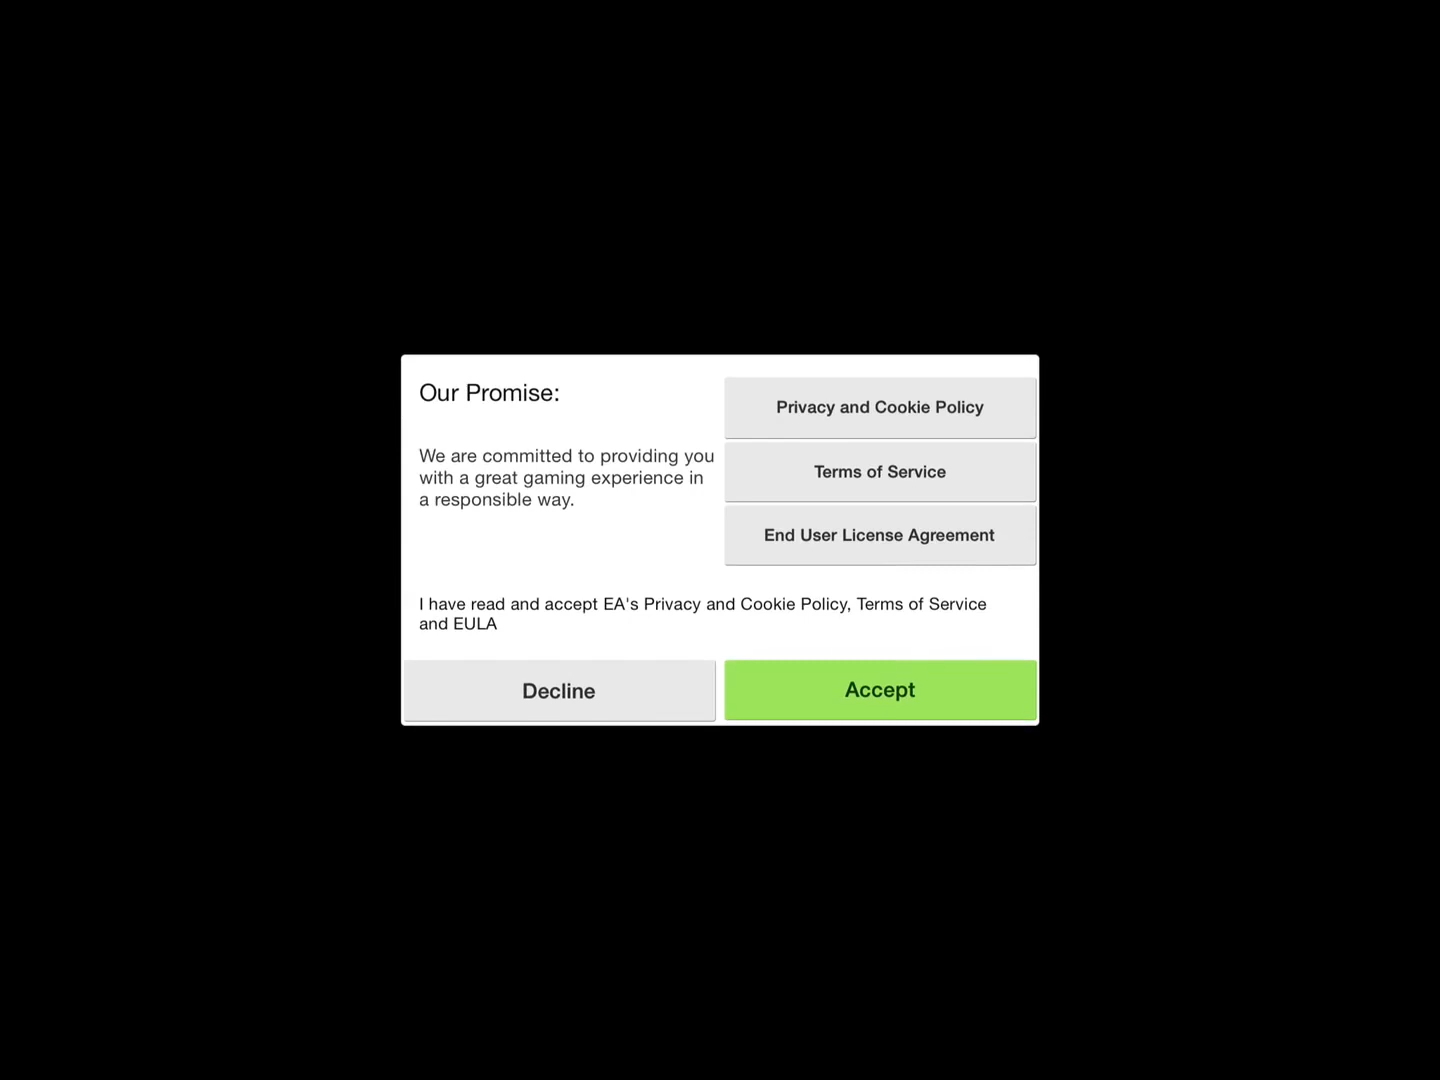 Our Promise:
We are committed to providing you
with a great gaming experience in
a responsible way.
Privacy and Cookie Policy
Terms of Service
End User License Agreement
I have read and accept EA's Privacy and Cookie Policy, Terms of Service
and EULA
Decline
Accept